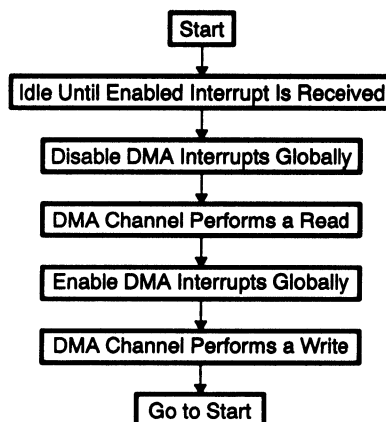 Start
Idle Until Enabled Interrupt Is Received
Disable DMA Interrupts Globally
DMA Channel Performs a Read
Enable DMA Interrupts Globally
DMA Channel Performs a Write
Go to Start